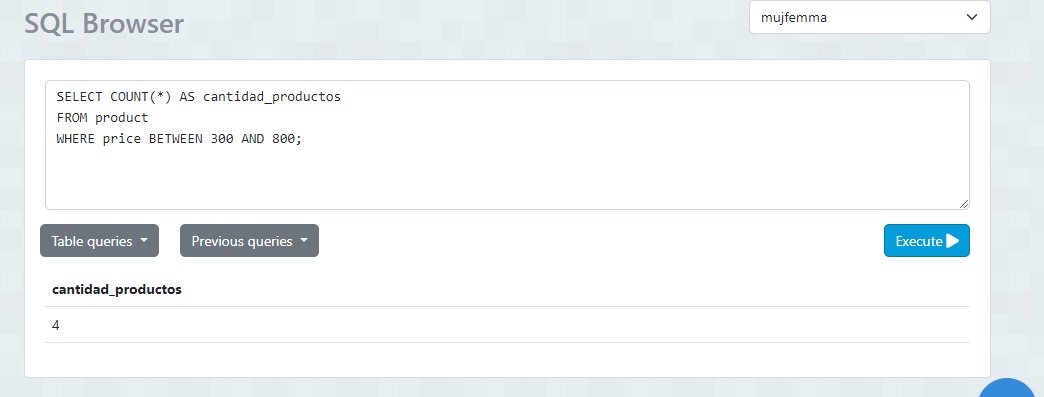 SQL Browser
mujfemma
SELECT COUNT(*) AS cantidad_productos
FROM product
WHERE price BETWEEN 300 AND 800;
Table queries
Previous queries
Execute
cantidad_productos
4